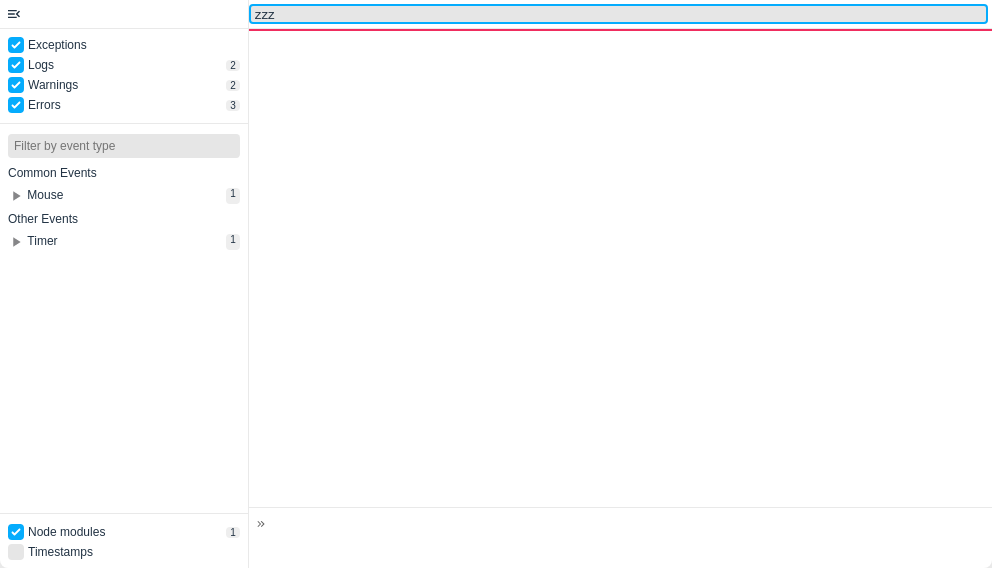 zzz
Exceptions
Logs 2
Warnings 2
Errors 3
Filter by event type
Common Events
Mouse 1
Other Events
Timer 1
»
Node modules 1
Timestamps